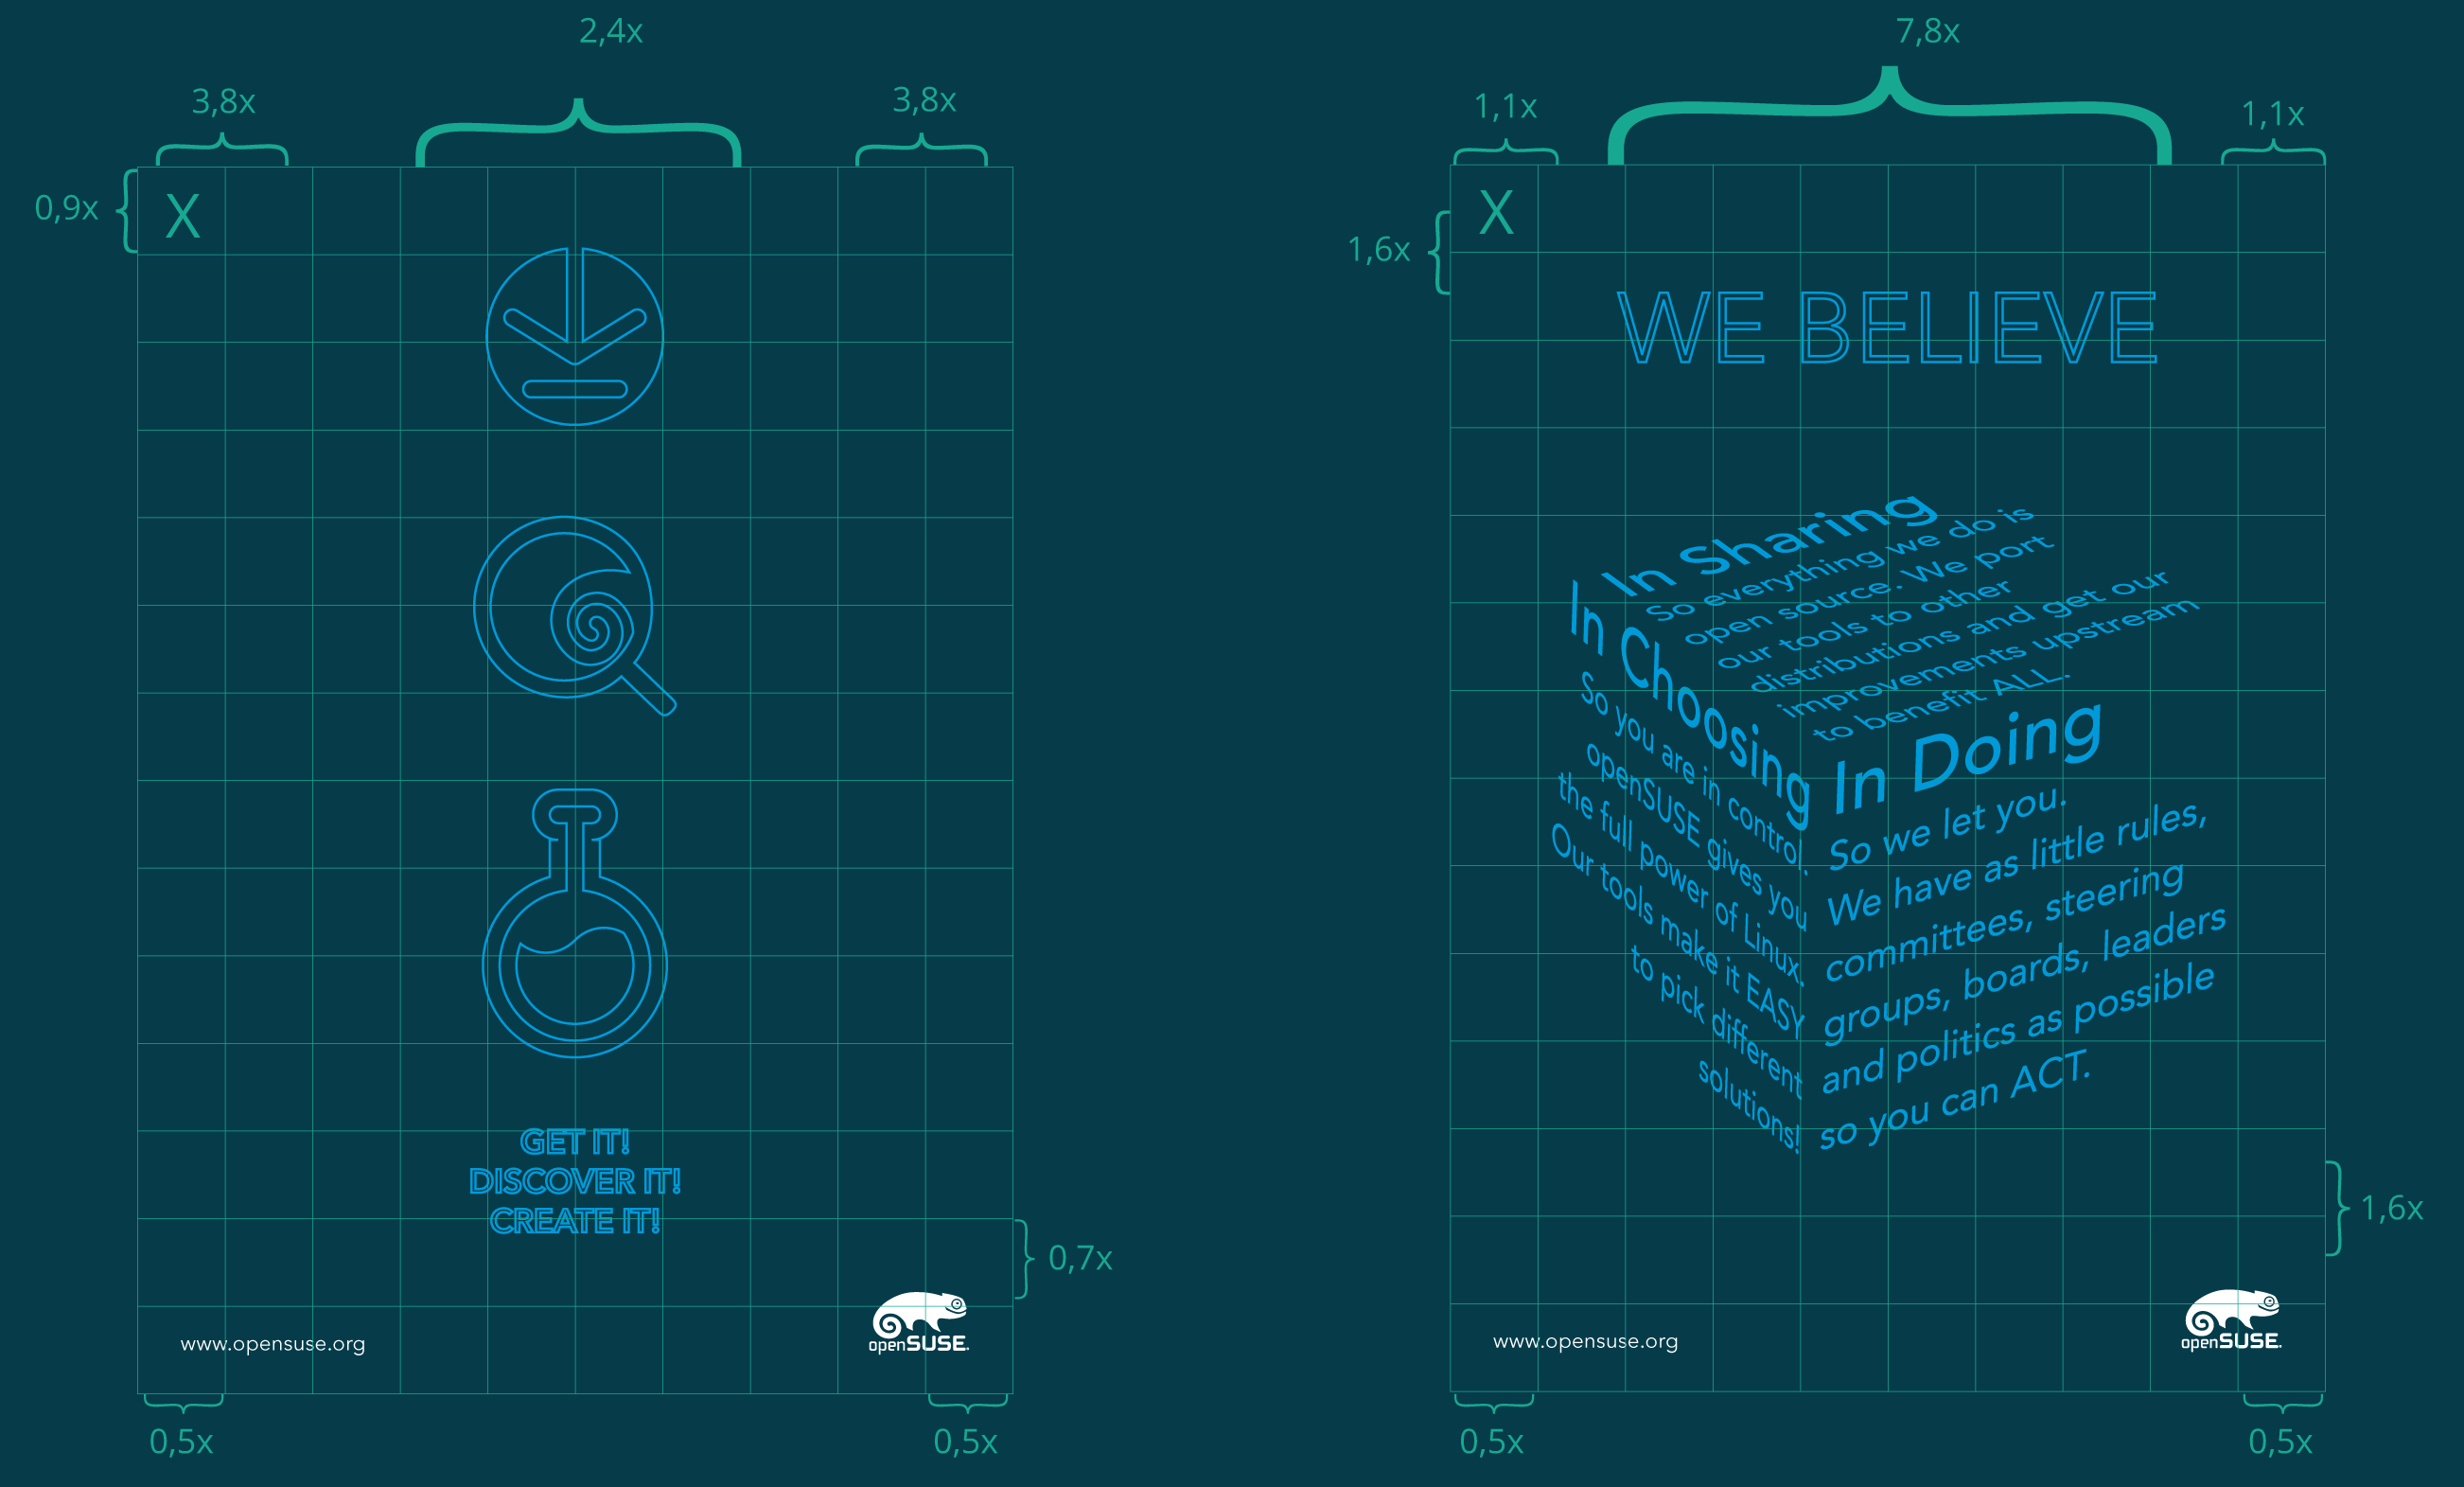 2,4x
3,8x
3,8x
0,9x
X
GET IT!
DISCOVER IT!
CREATE IT!
0,7x
www.opensuse.org
openSUSE
0,5x
0,5x
7,8x
1,1x
1,1x
1,6x
X
WE BELIEVE
In Sharing
So everything we do is
open source. We port
our tools to other
distributions and get our
improvements upstream
to benefit ALL.
In Choosing
So you are in control.
openSUSE gives you
the full power of Linux.
Our tools make it EASY
to pick different
solutions!
In Doing
So we let you.
We have as little rules,
committees, steering
groups, boards, leaders
and politics as possible
so you can ACT.
1,6x
www.opensuse.org
openSUSE
0,5x
0,5x